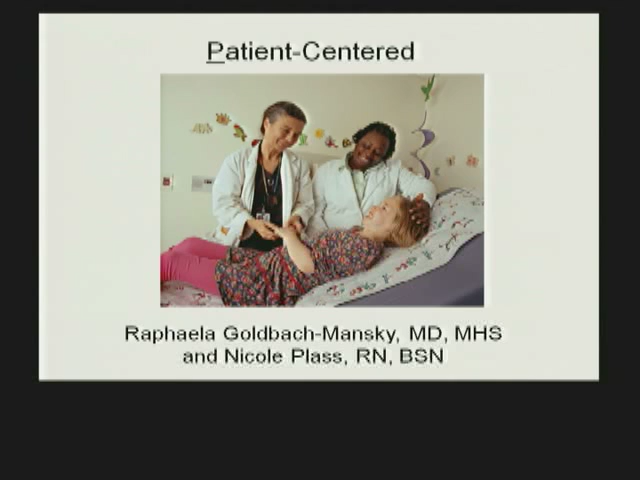 Patient-Centered
Raphaela Goldbach-Mansky, MD, MHS
and Nicole Plass, RN, BSN